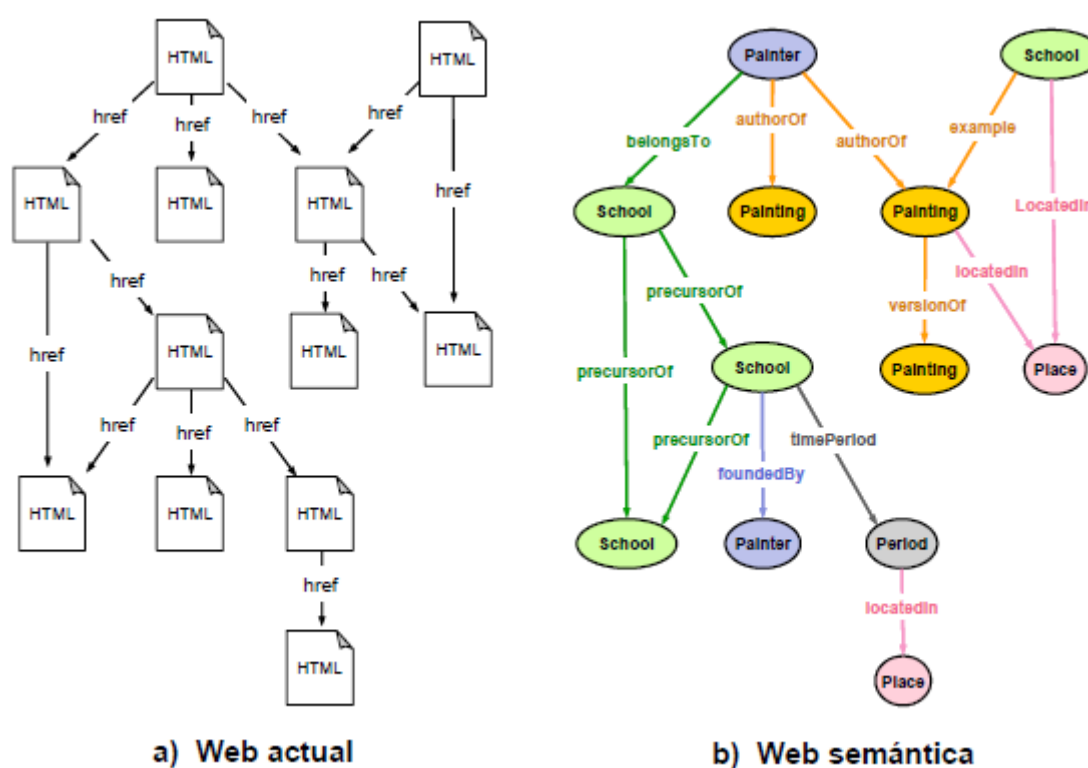 HTML
HTML
href
href
href
href
HTML
HTML
HTML
href
href
href
href
href
HTML
HTML
HTML
href
href
href
HTML
HTML
HTML
href
HTML
a) Web actual
Painter
School
belongsTo
authorOf
authorOf
example
School
Painting
Painting
LocatedIn
precursorOf
locatedIn
versionOf
precursorOf
School
Painting
Place
precursorOf
timePeriod
foundedBy
School
Painter
Period
locatedIn
Place
b) Web semántica